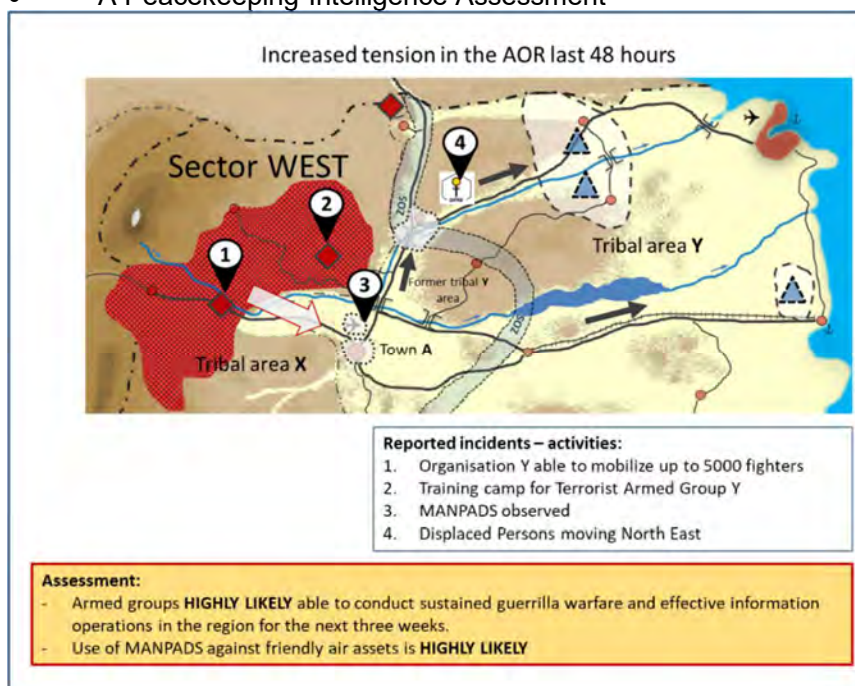 • A Peacekeeping-Intelligence Assessment
Increased tension in the AOR last 48 hours
Sector WEST
4
2
1
3
ZOS
Tribal area Y
Former tribal Y
area
ZOS
Town A
Tribal area X
Reported incidents – activities:
1. Organisation Y able to mobilize up to 5000 fighters
2. Training camp for Terrorist Armed Group Y
3. MANPADS observed
4. Displaced Persons moving North East
Assessment:
- Armed groups HIGHLY LIKELY able to conduct sustained guerrilla warfare and effective information
operations in the region for the next three weeks.
- Use of MANPADS against friendly air assets is HIGHLY LIKELY